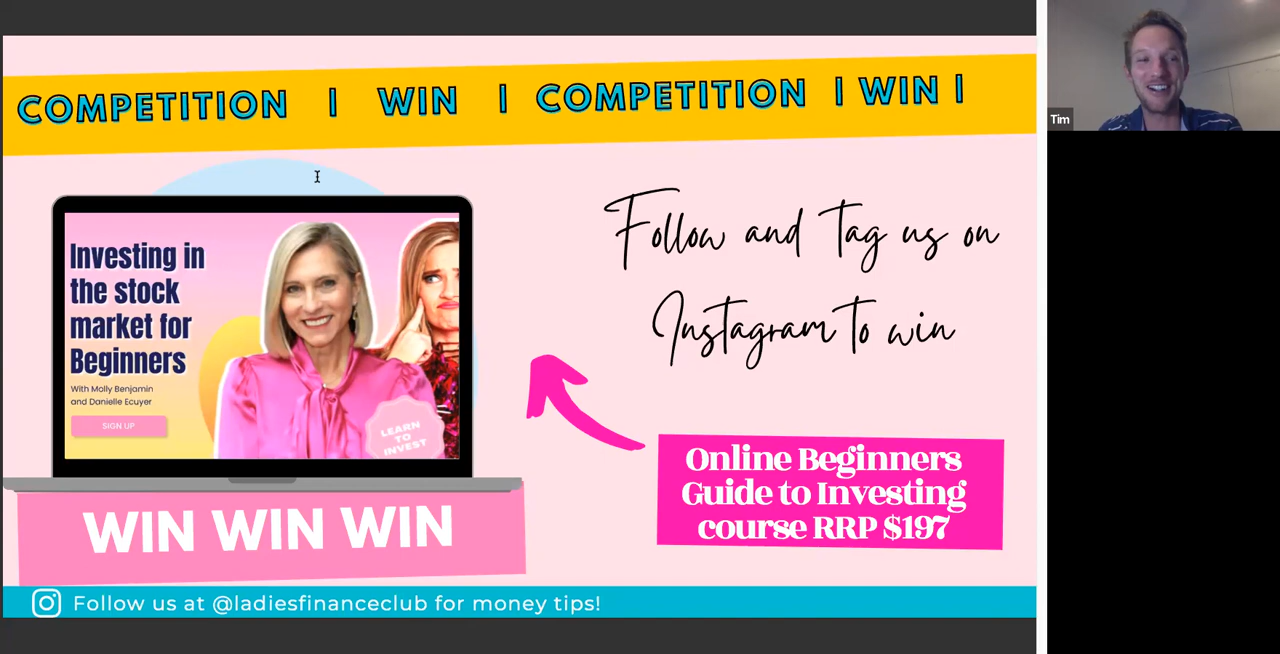 COMPETITION | WIN | COMPETITION | WIN |
Tim
Follow and Tag us on
Instagram to win
Investing in
the stock
market for
Beginners
With Molly Benjamin
and Danielle Ecuyer
SIGN UP
LEARN
TO
INVEST
Online Beginners
Guide to Investing
course RRP $197
WIN WIN WIN
Follow us at @ladiesfinanceclub for money tips!